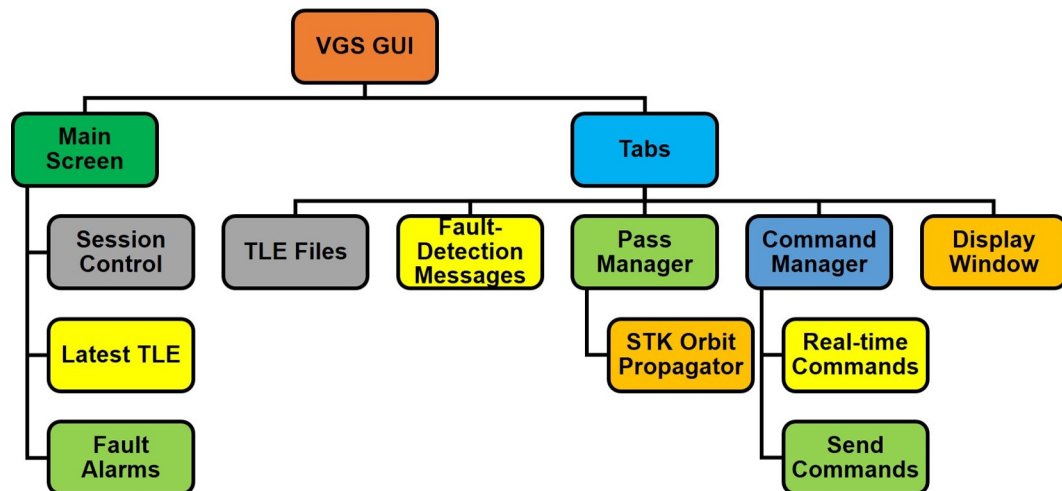 VGS GUI
Main
Screen
Tabs
Session
Control
TLE Files
Fault-
Detection
Messages
Pass
Manager
Command
Manager
Display
Window
Latest TLE
STK Orbit
Propagator
Real-time
Commands
Fault
Alarms
Send
Commands